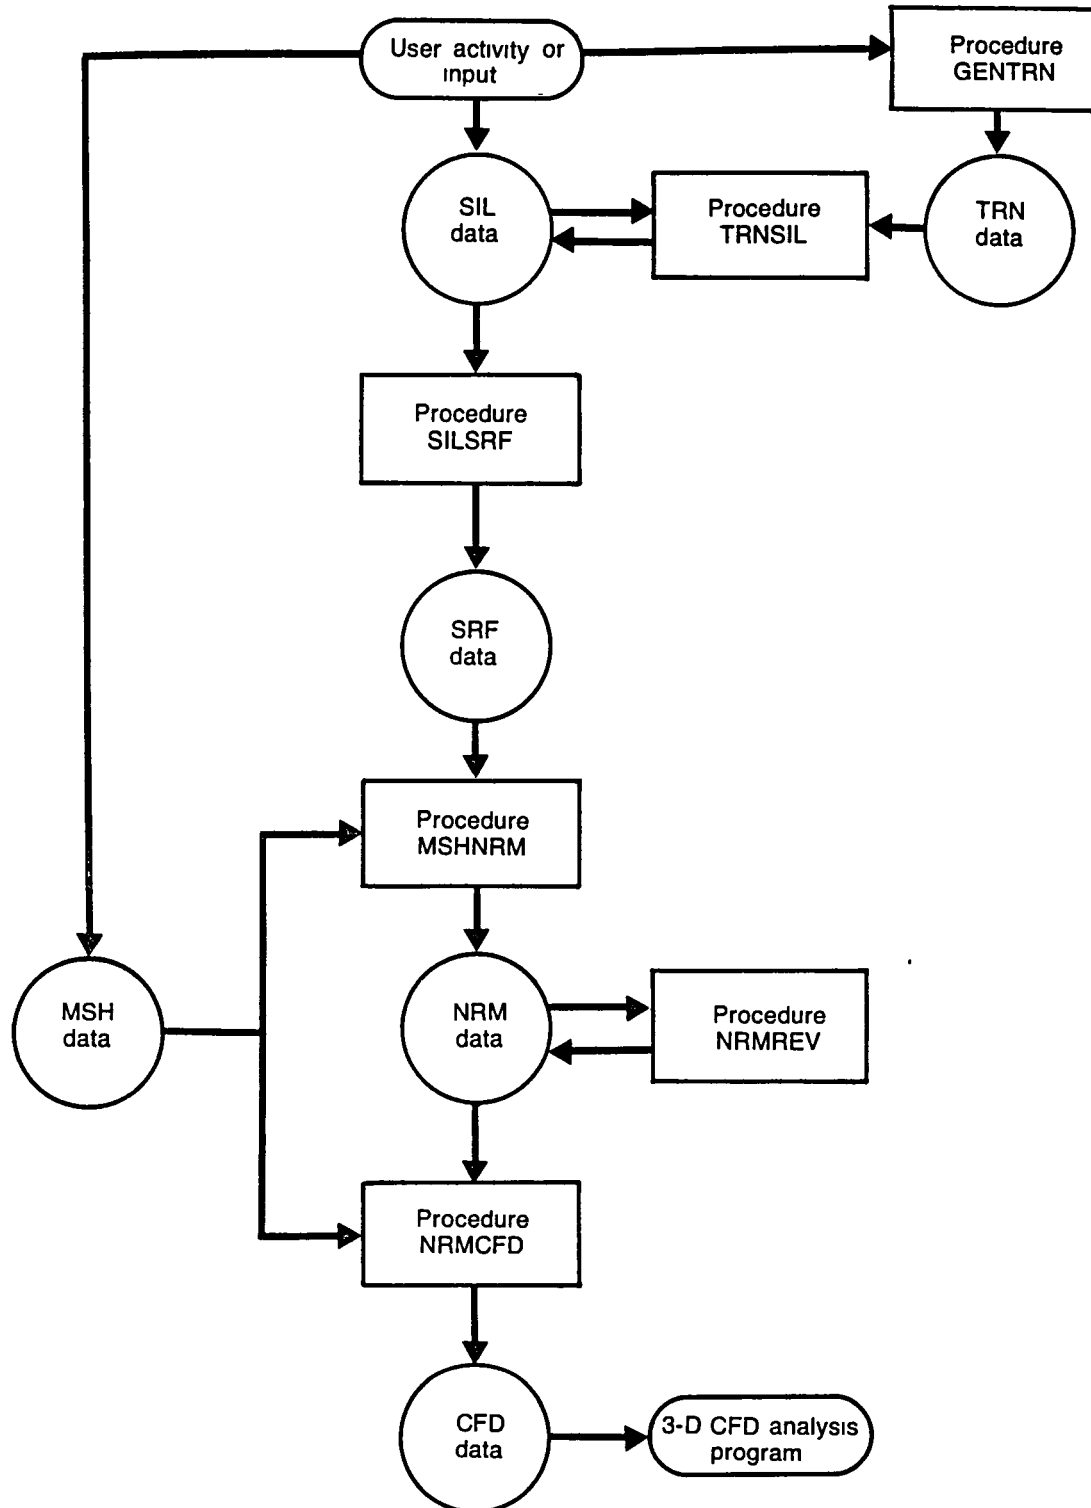 User activity or
input
Procedure
GENTRN
SIL
data
Procedure
TRNSIL
TRN
data
Procedure
SILSRF
SRF
data
Procedure
MSHNRM
MSH
data
NRM
data
Procedure
NRMREV
Procedure
NRMCFD
CFD
data
3-D CFD analysis
program